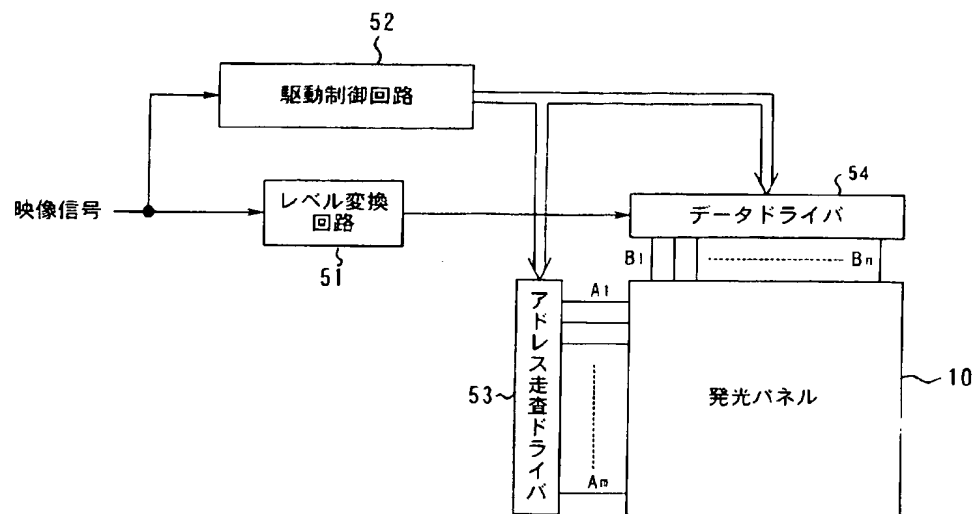 52
駆動制御回路
映像信号
レベル変換
回路
51
54
データドライバ
B1
Bn
アドレス走査ドライバ
53
A1
Am
発光パネル
10